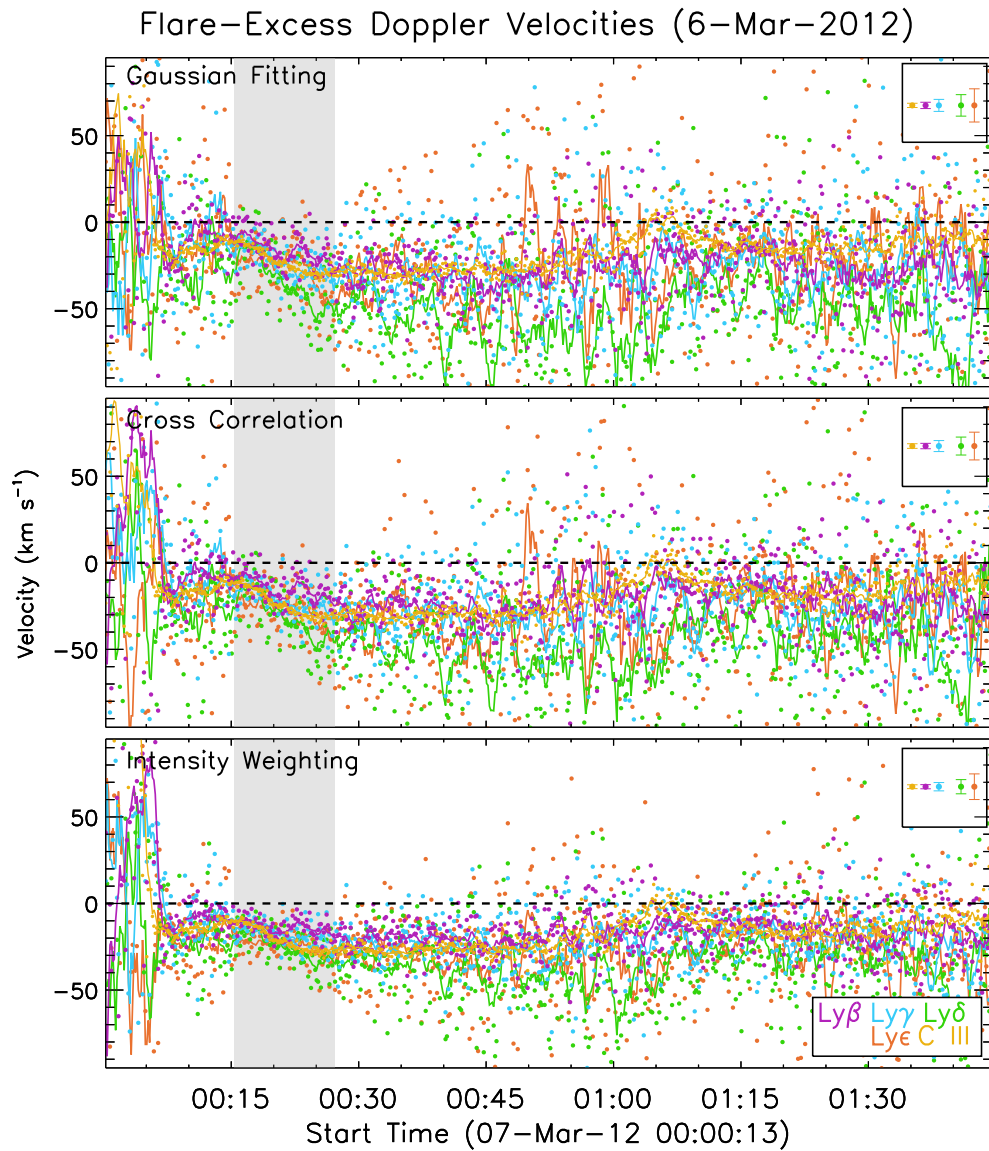 Flare-Excess Doppler Velocities (6-Mar-2012)
Gaussian Fitting
50
0
-50
Cross Correlation
50
0
-50
Velocity (km s⁻¹)
Intensity Weighting
50
0
-50
Lyβ Lyγ Lyδ
Lyϵ C III
00:15 00:30 00:45 01:00 01:15 01:30
Start Time (07-Mar-12 00:00:13)